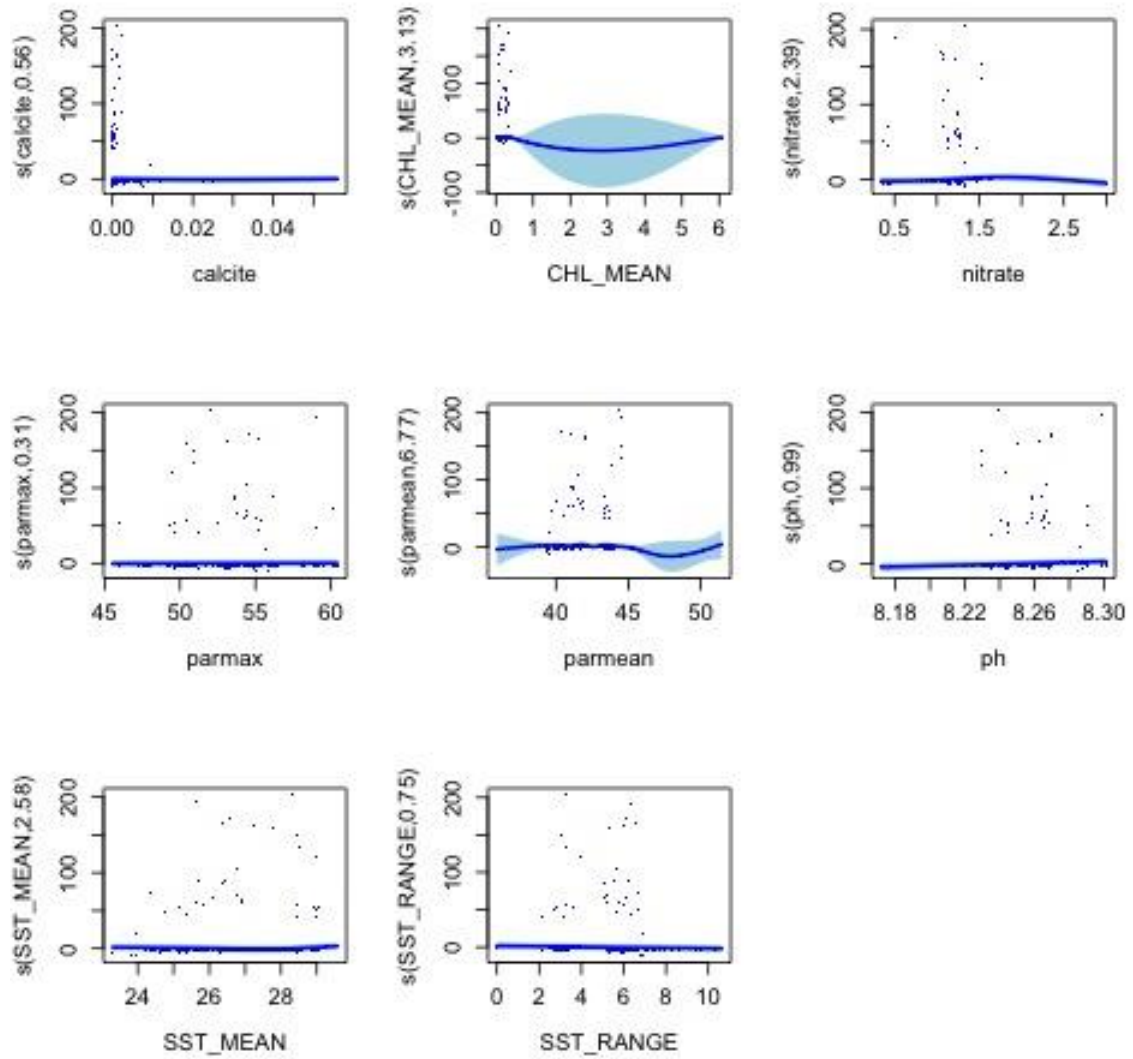 s(calcite,0.56)
200
100
0
0.00 0.02 0.04
calcite
s(CHL_MEAN,3.13)
100
0
-100
0 1 2 3 4 5 6
CHL_MEAN
s(nitrate,2.39)
200
100
0
0.5 1.5 2.5
nitrate
s(parmax,0.31)
200
100
0
45 50 55 60
parmax
s(parmean,6.77)
200
100
0
40 45 50
parmean
s(ph,0.99)
200
100
0
8.18 8.22 8.26 8.30
ph
s(SST_MEAN,2.58)
200
100
0
24 26 28
SST_MEAN
s(SST_RANGE,0.75)
200
100
0
0 2 4 6 8 10
SST_RANGE